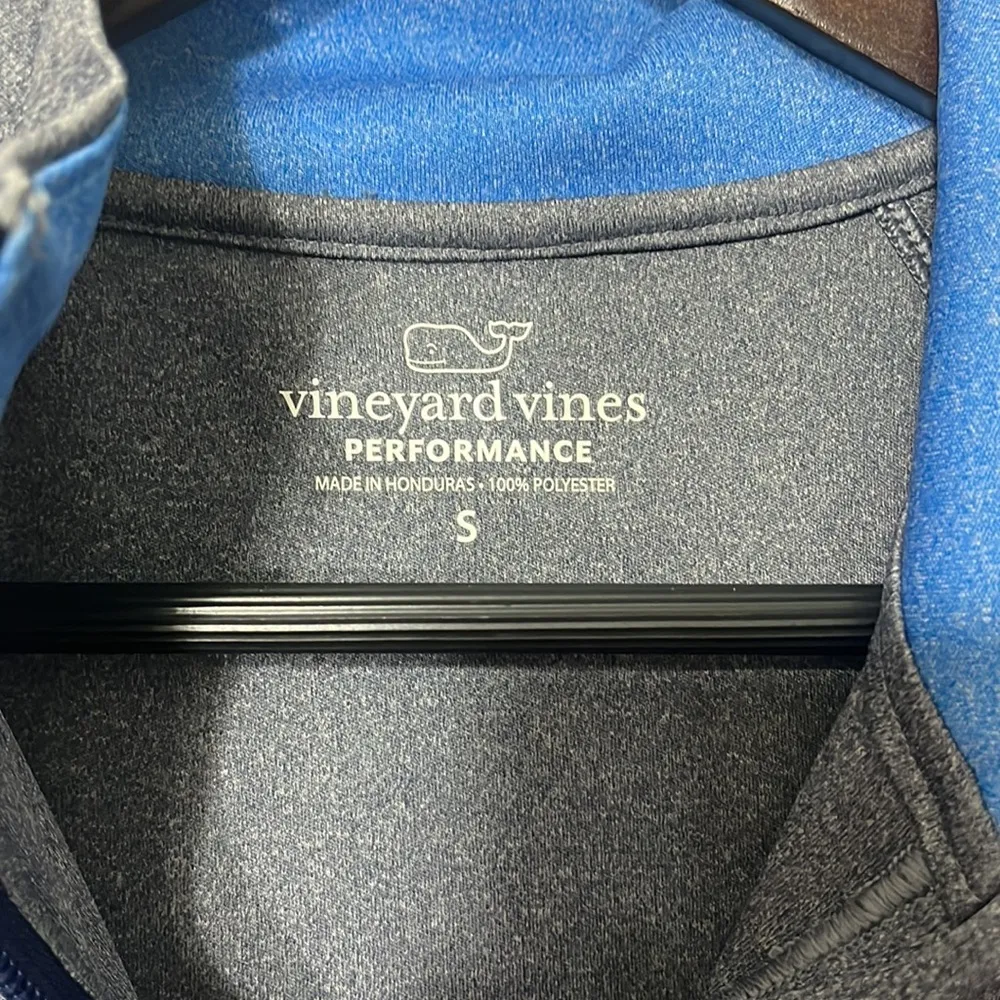 vineyard vines
PERFORMANCE
MADE IN HONDURAS • 100% POLYESTER
S